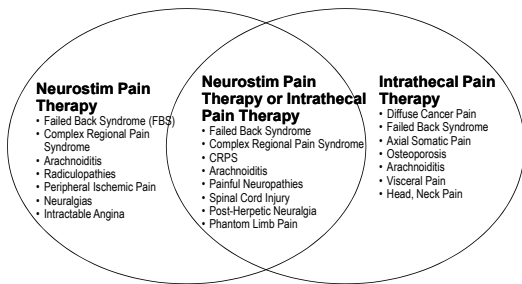 Neurostim Pain
Therapy
• Failed Back Syndrome (FBS)
• Complex Regional Pain
Syndrome
• Arachnoiditis
• Radiculopathies
• Peripheral Ischemic Pain
• Neuralgias
• Intractable Angina
Neurostim Pain
Therapy or Intrathecal
Pain Therapy
• Failed Back Syndrome
• Complex Regional Pain Syndrome
• CRPS
• Arachnoiditis
• Painful Neuropathies
• Spinal Cord Injury
• Post-Herpetic Neuralgia
• Phantom Limb Pain
Intrathecal Pain
Therapy
• Diffuse Cancer Pain
• Failed Back Syndrome
• Axial Somatic Pain
• Osteoporosis
• Arachnoiditis
• Visceral Pain
• Head, Neck Pain